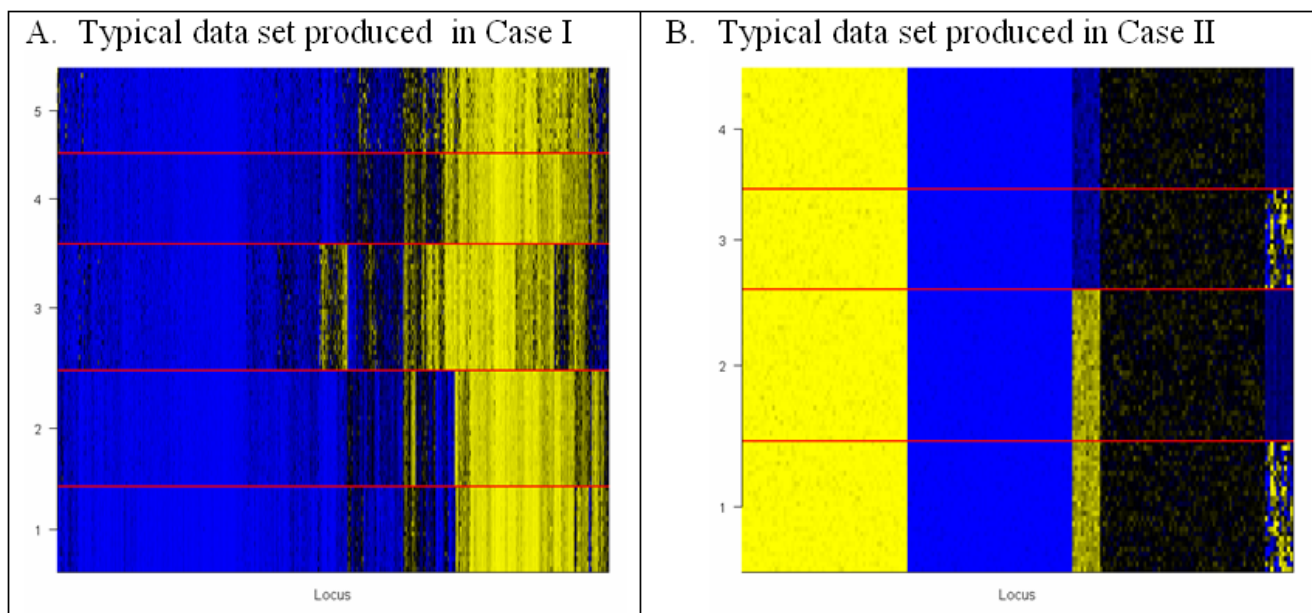 A. Typical data set produced in Case I
5
4
3
2
1
Locus
B. Typical data set produced in Case II
4
3
2
1
Locus